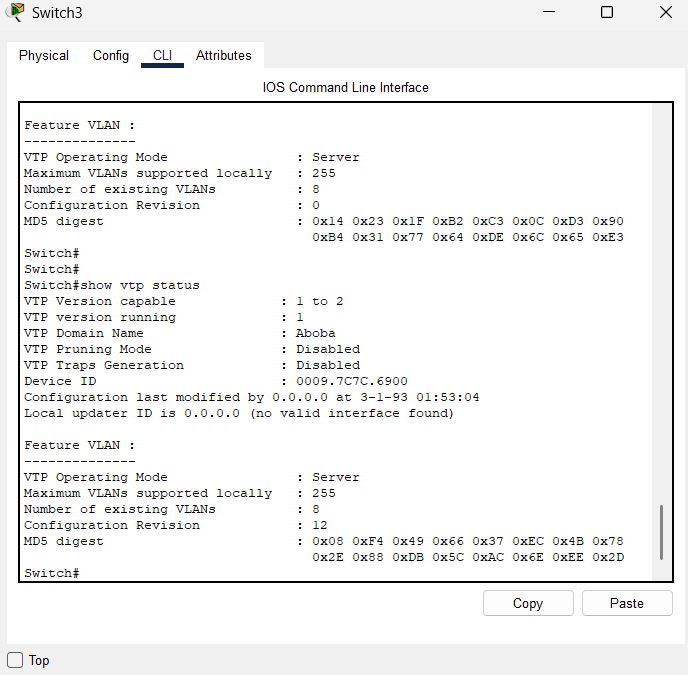 Switch3
Physical Config CLI Attributes
IOS Command Line Interface
Feature VLAN :
--------------
VTP Operating Mode : Server
Maximum VLANs supported locally : 255
Number of existing VLANs : 8
Configuration Revision : 0
MD5 digest : 0x14 0x23 0x1F 0xB2 0xC3 0x0C 0xD3 0x90
0xB4 0x31 0x77 0x64 0xDE 0x6C 0x65 0xE3
Switch#
Switch#
Switch#show vtp status
VTP Version capable : 1 to 2
VTP version running : 1
VTP Domain Name : Aboba
VTP Pruning Mode : Disabled
VTP Traps Generation : Disabled
Device ID : 0009.7C7C.6900
Configuration last modified by 0.0.0.0 at 3-1-93 01:53:04
Local updater ID is 0.0.0.0 (no valid interface found)
Feature VLAN :
--------------
VTP Operating Mode : Server
Maximum VLANs supported locally : 255
Number of existing VLANs : 8
Configuration Revision : 12
MD5 digest : 0x08 0xF4 0x49 0x66 0x37 0xEC 0x4B 0x78
0x2E 0x88 0xDB 0x5C 0xAC 0x6E 0xEE 0x2D
Switch#
Copy Paste
Top